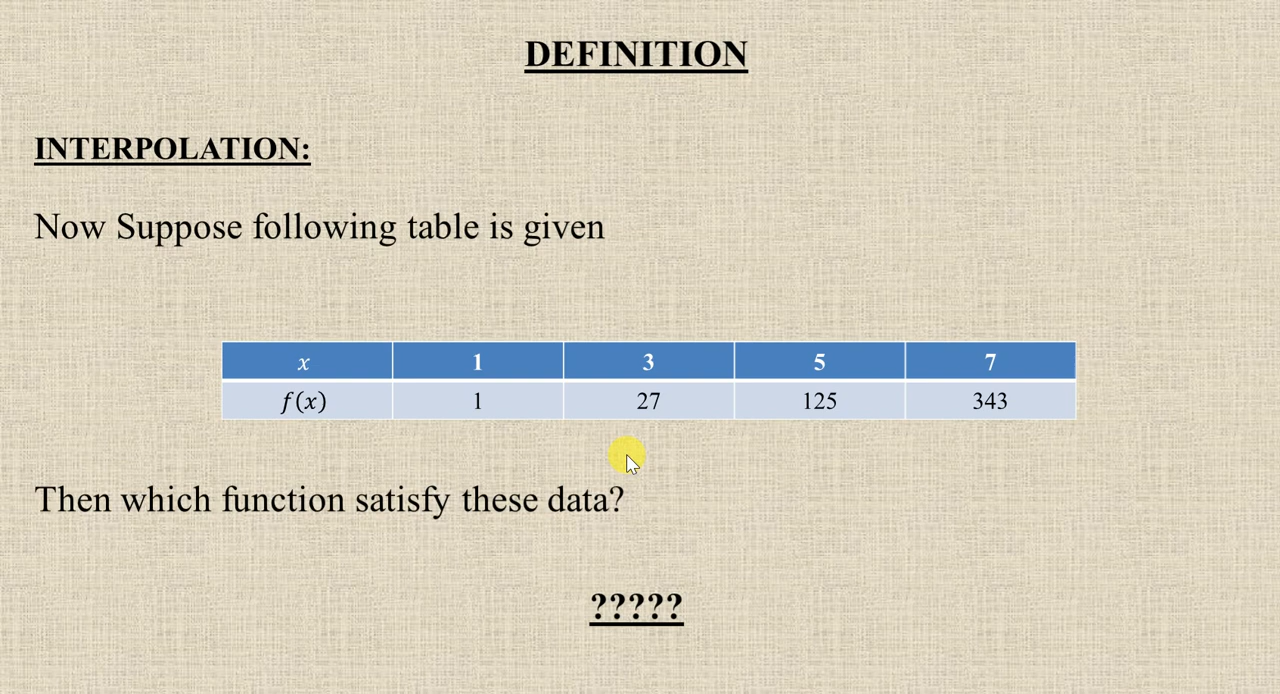 DEFINITION
INTERPOLATION:
Now Suppose following table is given
x 1 3 5 7
f(x) 1 27 125 343
Then which function satisfy these data?
?????